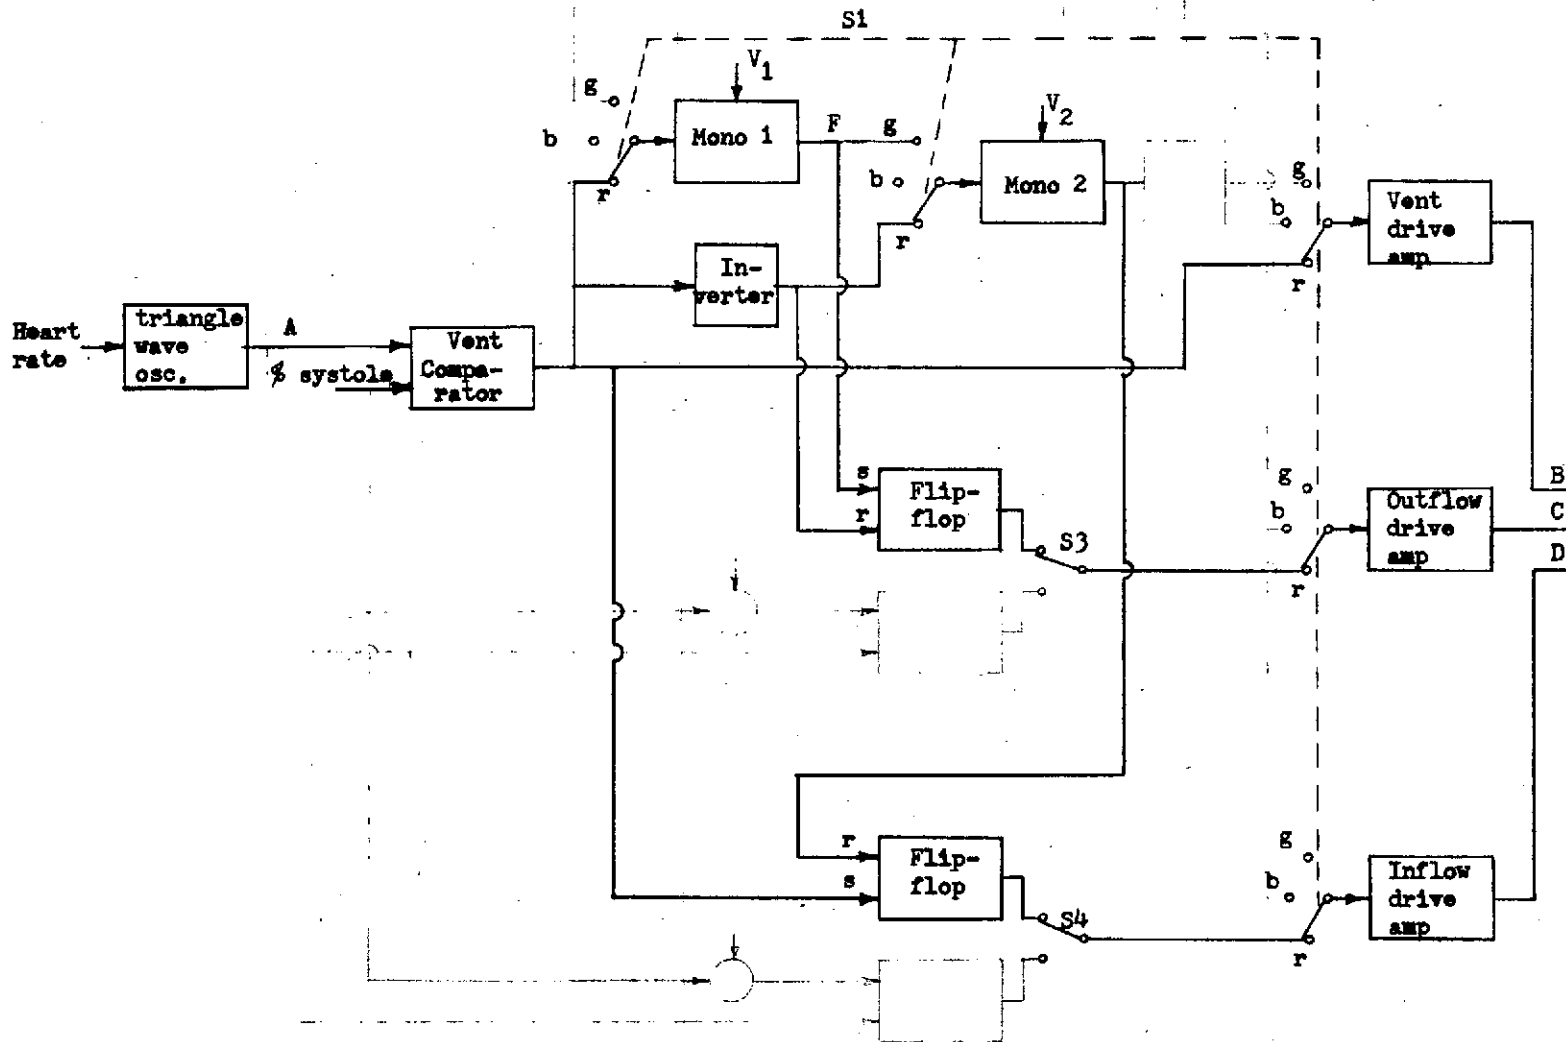 S1
V1
g
b
r
Mono 1
F
g
b
r
V2
Mono 2
g
b
r
Vent
drive
amp
In-
verter
Heart
rate
triangle
wave
osc.
A
% systole
Vent
Compa-
rator
s
r
Flip-
flop
S3
g
b
r
Outflow
drive
amp
B
C
D
r
s
Flip-
flop
S4
g
b
r
Inflow
drive
amp